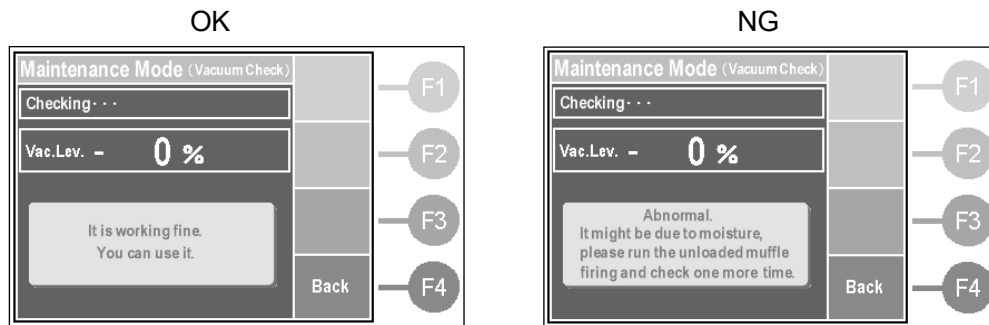 OK
Maintenance Mode (Vacuum Check)
Checking···
Vac.Lev. - 0 %
It is working fine.
You can use it.
Back
F1
F2
F3
F4
NG
Maintenance Mode (Vacuum Check)
Checking···
Vac.Lev. - 0 %
Abnormal.
It might be due to moisture,
please run the unloaded muffle
firing and check one more time.
Back
F1
F2
F3
F4